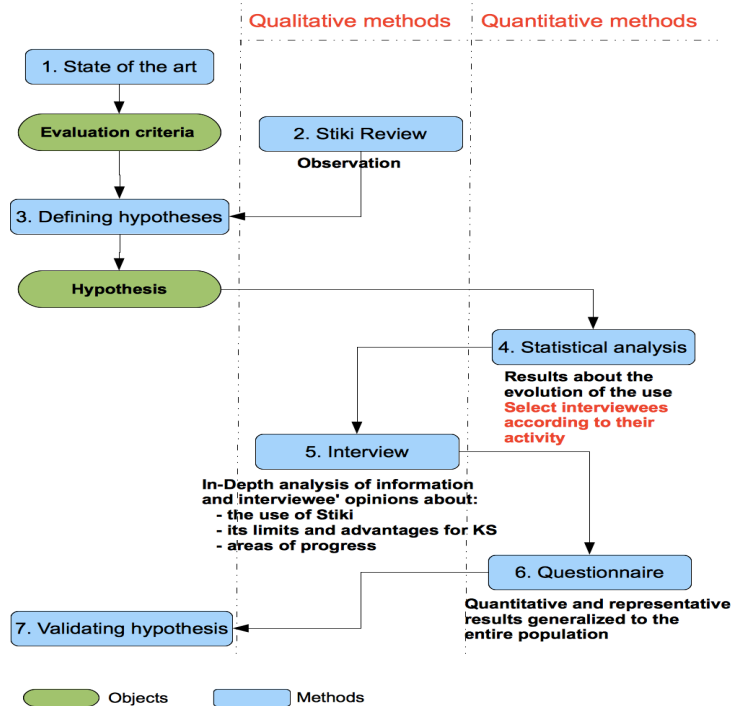 Qualitative methods
Quantitative methods
1. State of the art
Evaluation criteria
2. Stiki Review
Observation
3. Defining hypotheses
Hypothesis
4. Statistical analysis
Results about the
evolution of the use
Select interviewees
according to their
activity
5. Interview
In-Depth analysis of information
and interviewee' opinions about:
- the use of Stiki
- its limits and advantages for KS
- areas of progress
6. Questionnaire
Quantitative and representative
results generalized to the
entire population
7. Validating hypothesis
Objects
Methods